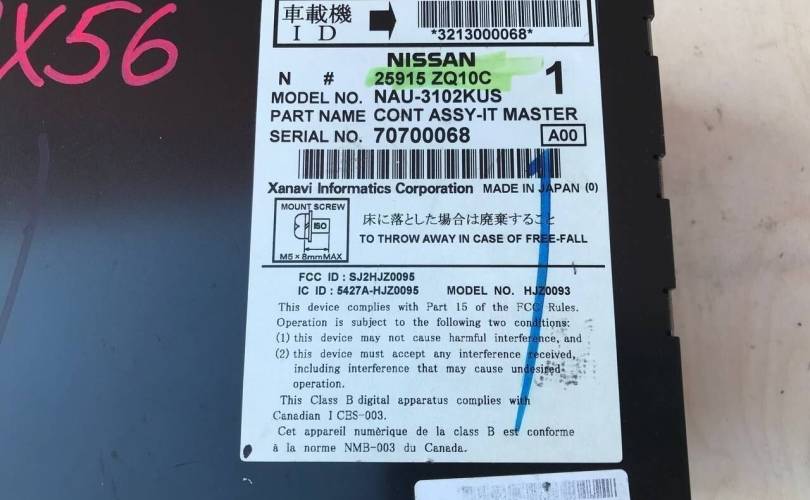 車載機
ID
*3213000068*
X56
NISSAN
N # 25915 ZQ10C
1
MODEL NO. NAU-3102KUS
PART NAME CONT ASSY-IT MASTER
SERIAL NO. 70700068
A00
Xanavi Informatics Corporation MADE IN JAPAN (0)
MOUNT SCREW
ISO
M5×8mmMAX
床に落とした場合は廃棄すること
TO THROW AWAY IN CASE OF FREE-FALL
FCC ID : SJ2HJZ0095
IC ID : 5427A-HJZ0095 MODEL NO. HJZ0093
This device complies with Part 15 of the FCC Rules.
Operation is subject to the following two conditions:
(1) this device may not cause harmful interference, and
(2) this device must accept any interference received,
including interference that may cause undesired
operation.
This Class B digital apparatus complies with
Canadian I CBS-003.
Cet appareil numérique de la class B est conforme
à la norme NMB-003 du Canada.